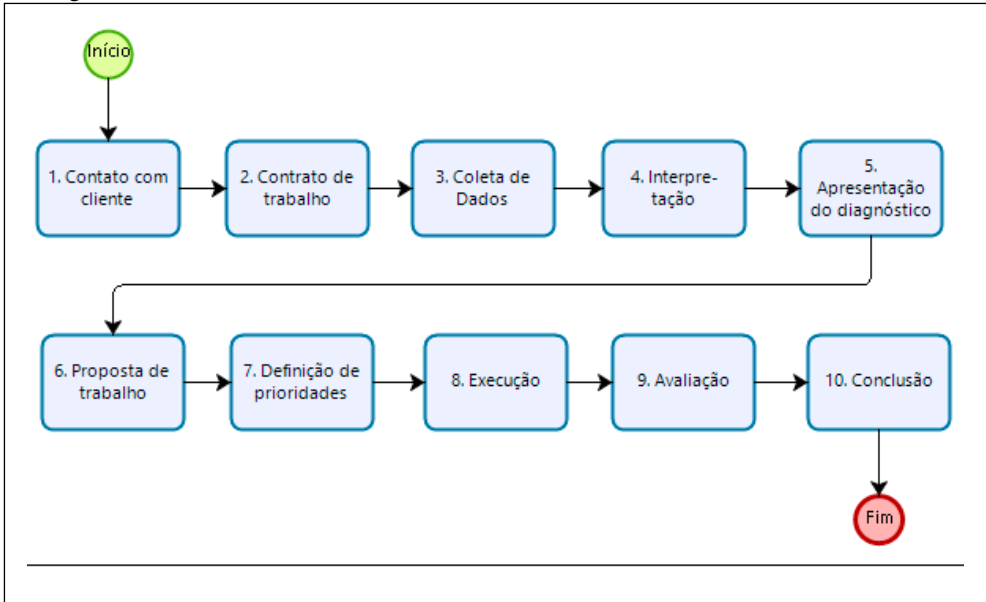 Início
1. Contato com
cliente
2. Contrato de
trabalho
3. Coleta de
Dados
4. Interpre-
tação
5.
Apresentação
do diagnóstico
6. Proposta de
trabalho
7. Definição de
prioridades
8. Execução
9. Avaliação
10. Conclusão
Fim